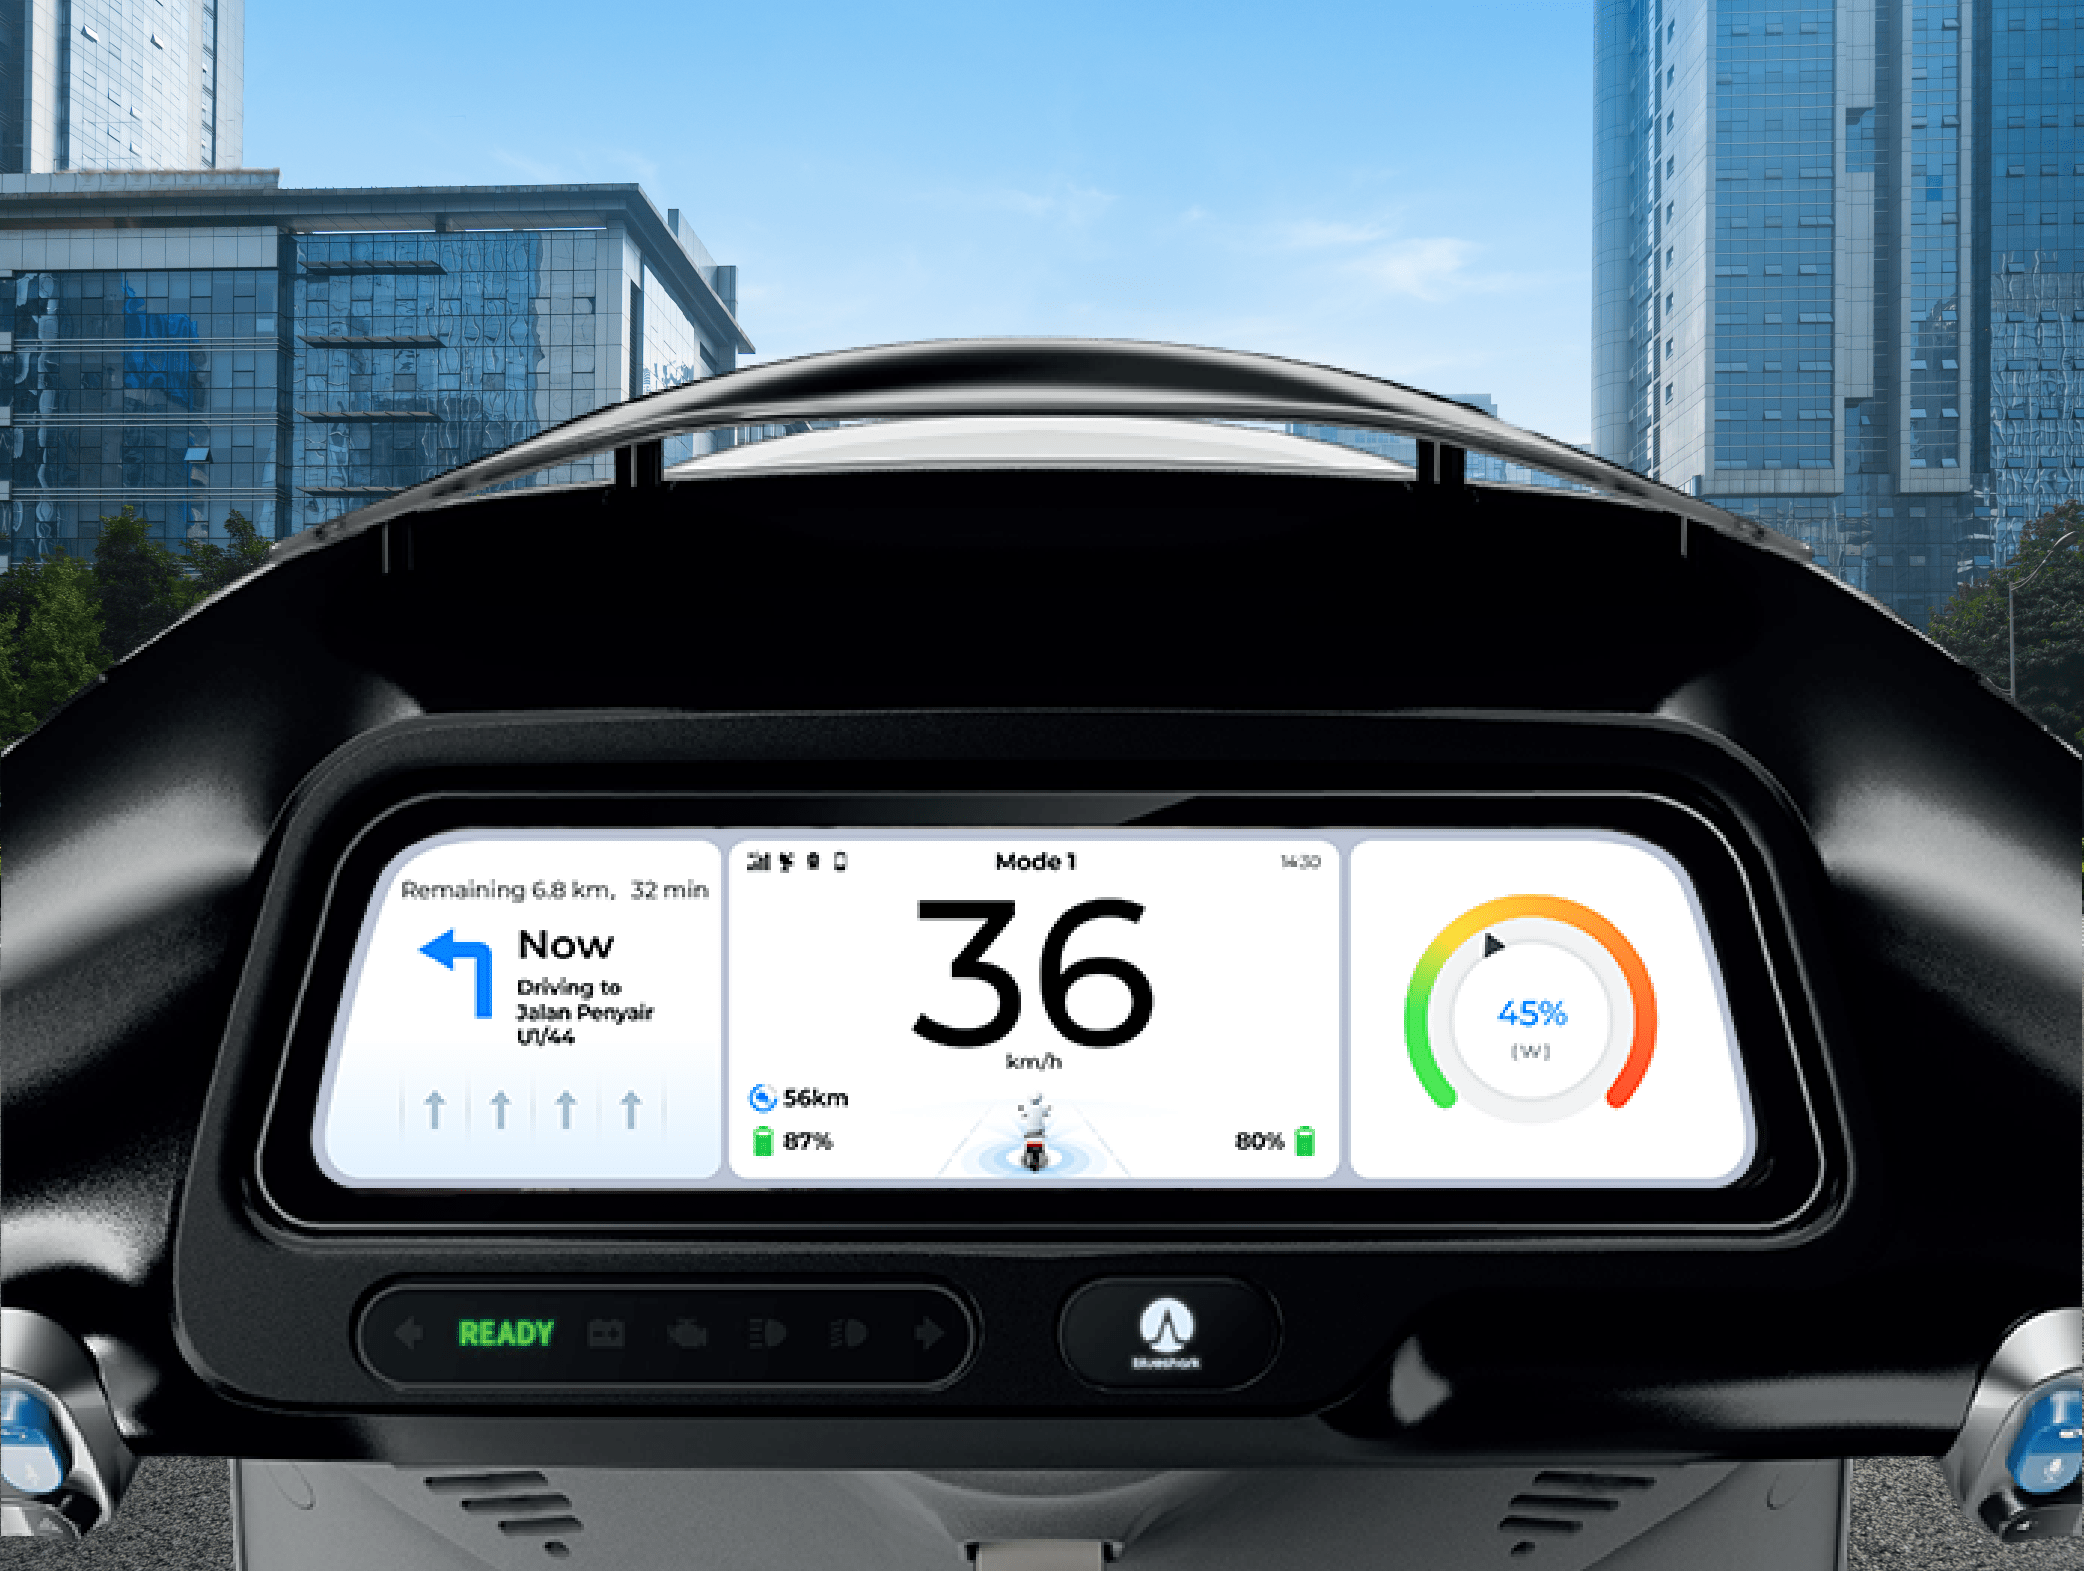 Remaining 6.8 km, 32 min
Now
Driving to
Jalan Penyair
U1/44
Mode 1
14:30
36
km/h
56km
87%
80%
45%
(W)
READY
blueshark